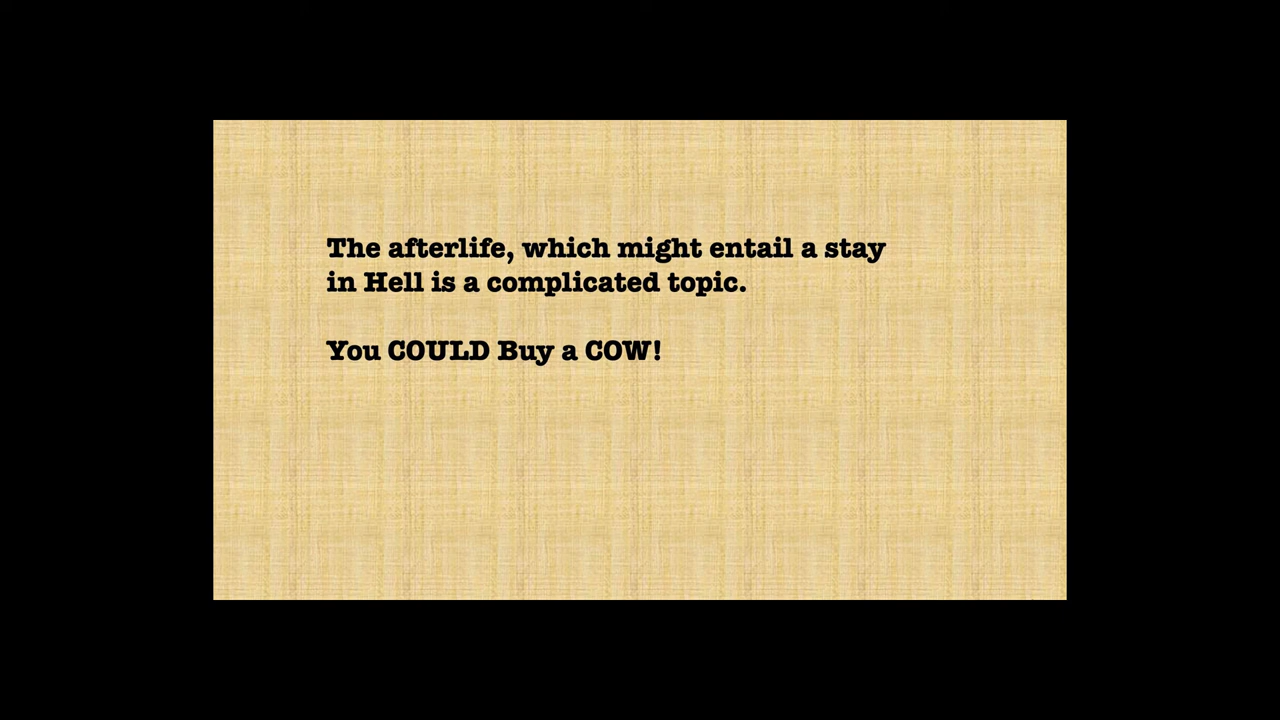 The afterlife, which might entail a stay
in Hell is a complicated topic.
You COULD Buy a COW!